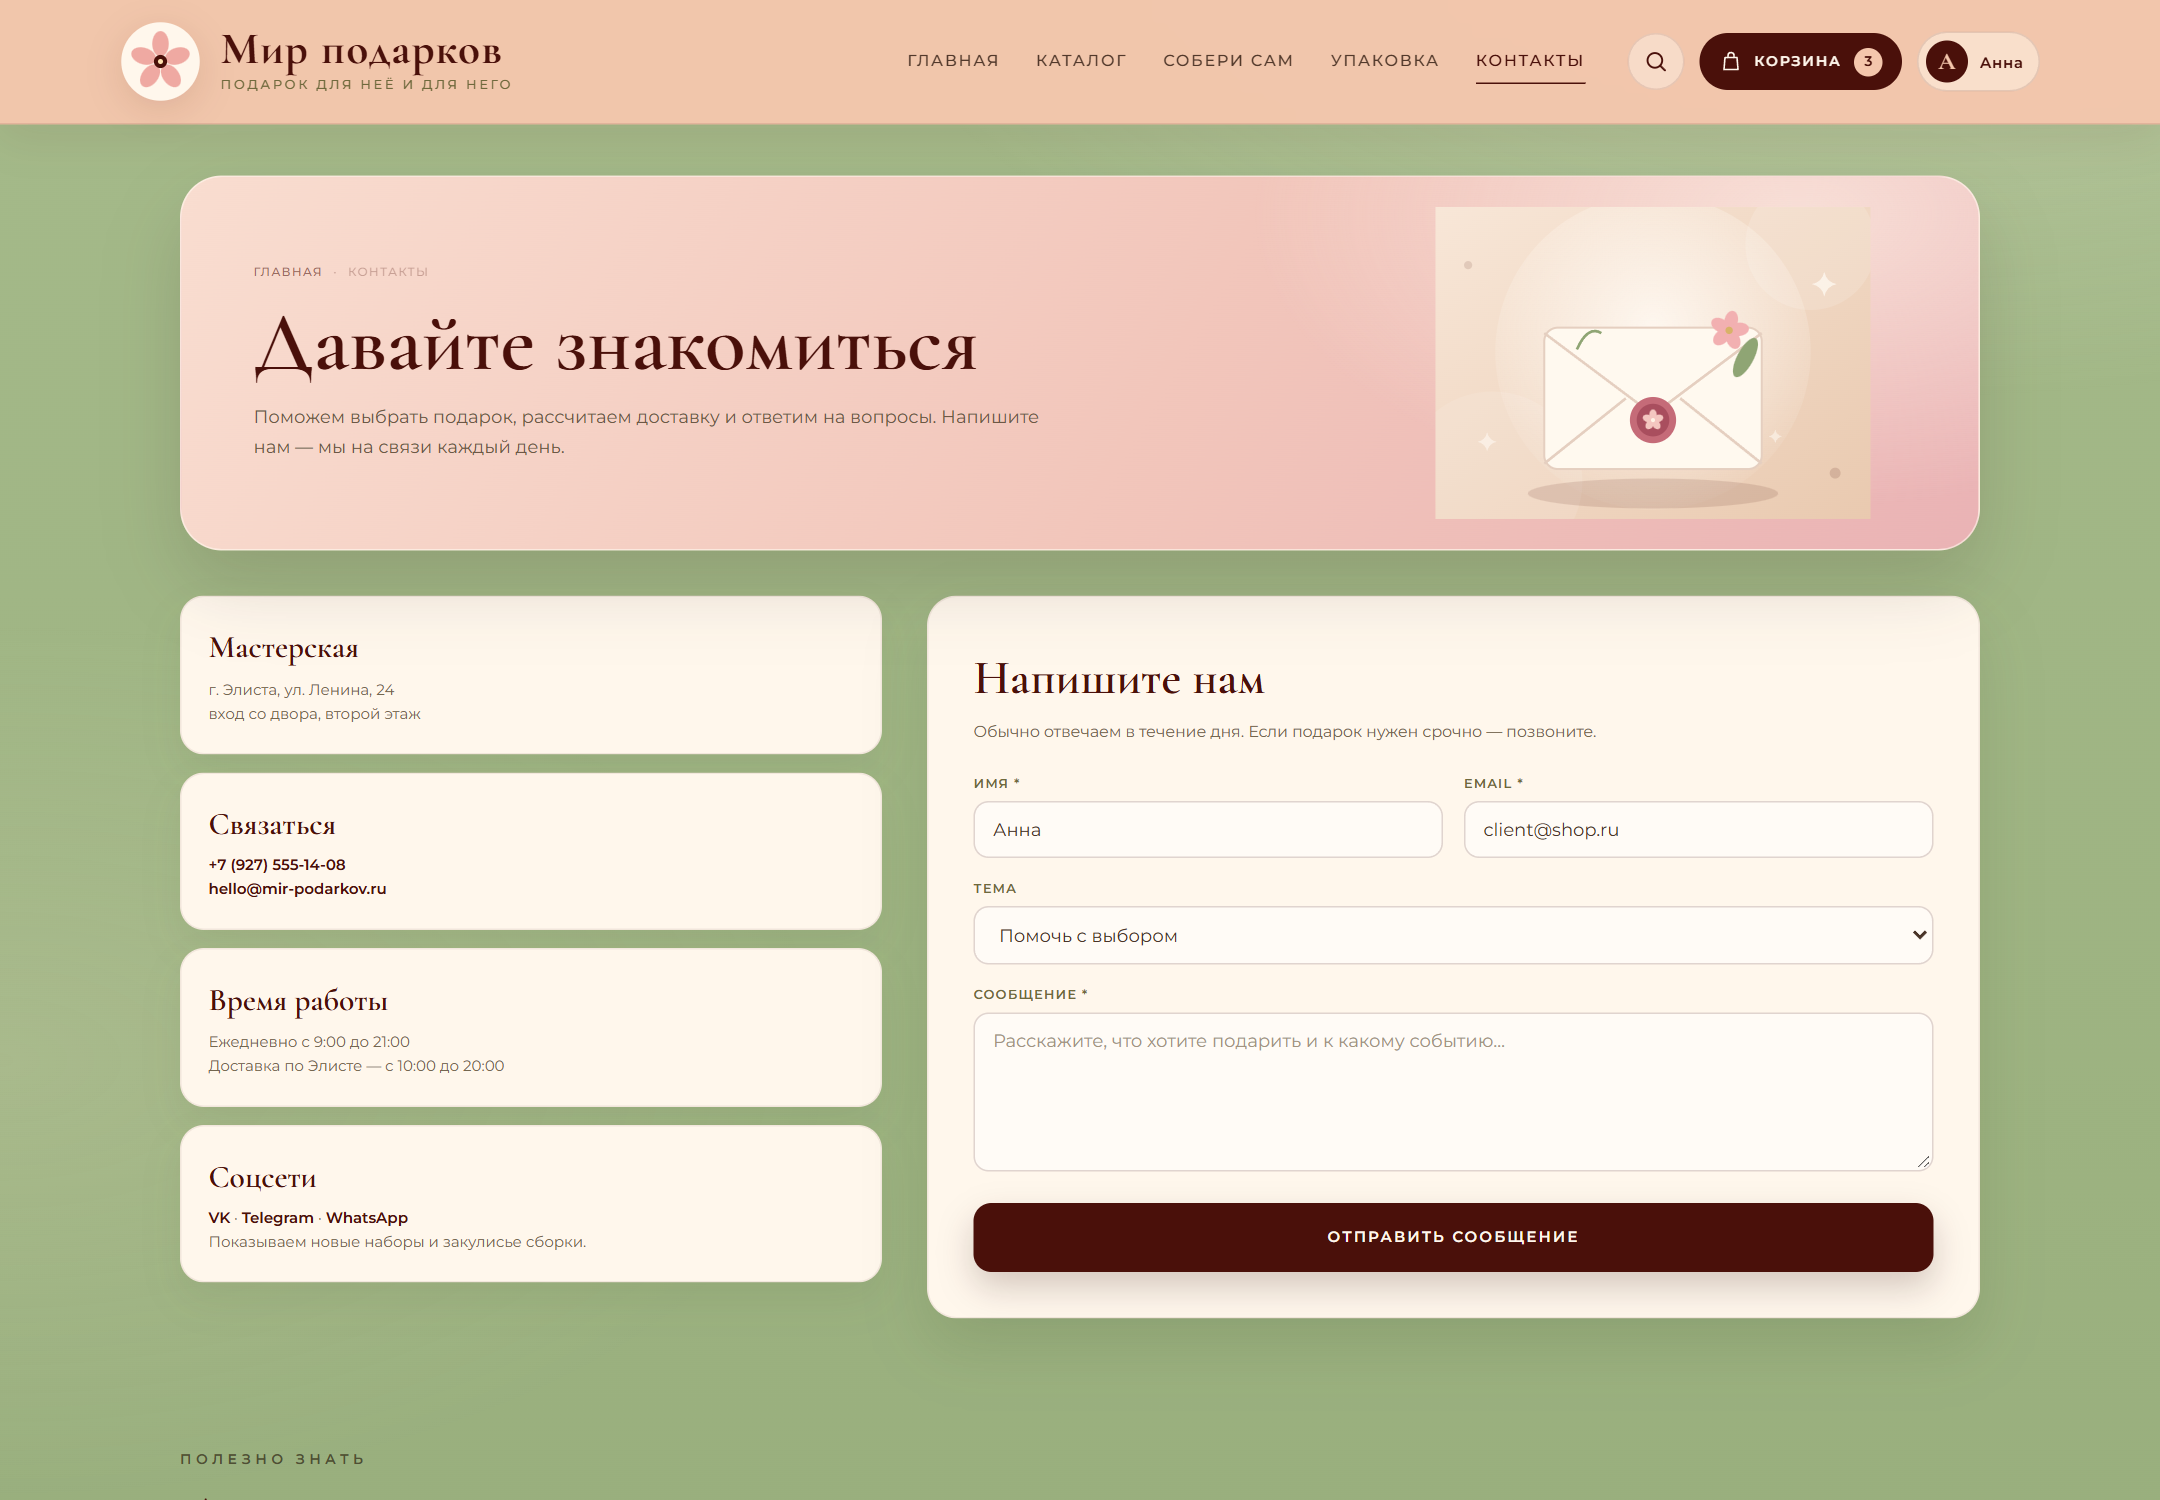 Мир подарков
ПОДАРОК ДЛЯ НЕЁ И ДЛЯ НЕГО
ГЛАВНАЯ
КАТАЛОГ
СОБЕРИ САМ
УПАКОВКА
КОНТАКТЫ
КОРЗИНА 3
А Анна
ГЛАВНАЯ · КОНТАКТЫ
Давайте знакомиться
Поможем выбрать подарок, рассчитаем доставку и ответим на вопросы. Напишите
нам — мы на связи каждый день.
Мастерская
г. Элиста, ул. Ленина, 24
вход со двора, второй этаж
Связаться
+7 (927) 555-14-08
hello@mir-podarkov.ru
Время работы
Ежедневно с 9:00 до 21:00
Доставка по Элисте — с 10:00 до 20:00
Соцсети
VK · Telegram · WhatsApp
Показываем новые наборы и закулисье сборки.
Напишите нам
Обычно отвечаем в течение дня. Если подарок нужен срочно — позвоните.
ИМЯ *
Анна
EMAIL *
client@shop.ru
ТЕМА
Помочь с выбором
СООБЩЕНИЕ *
Расскажите, что хотите подарить и к какому событию...
ОТПРАВИТЬ СООБЩЕНИЕ
ПОЛЕЗНО ЗНАТЬ